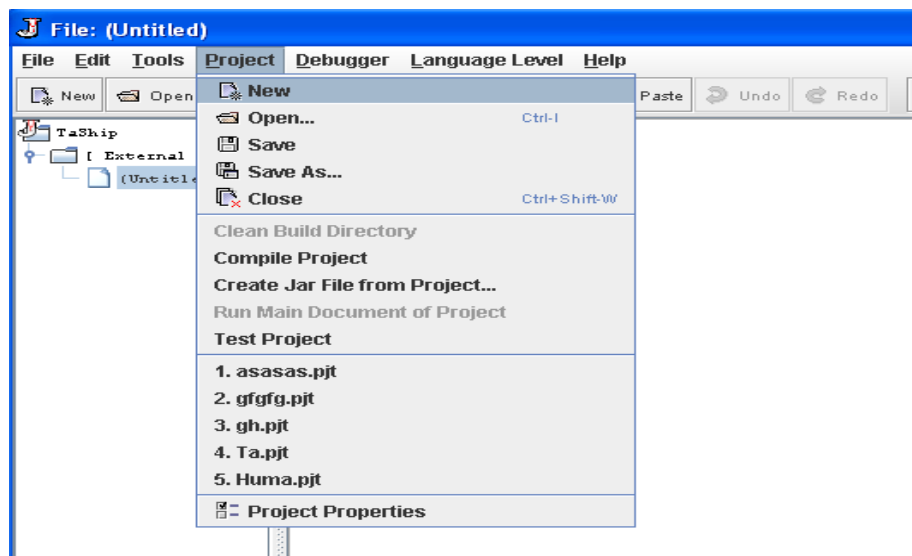 File: (Untitled)
File Edit Tools Project Debugger Language Level Help
New Open Paste Undo Redo
New
Open... Ctrl-I
Save
Save As...
Close Ctrl+Shift-W
Clean Build Directory
Compile Project
Create Jar File from Project...
Run Main Document of Project
Test Project
1. asasas.pjt
2. gfgfg.pjt
3. gh.pjt
4. Ta.pjt
5. Huma.pjt
Project Properties
TaShip
[ External
(Untitle